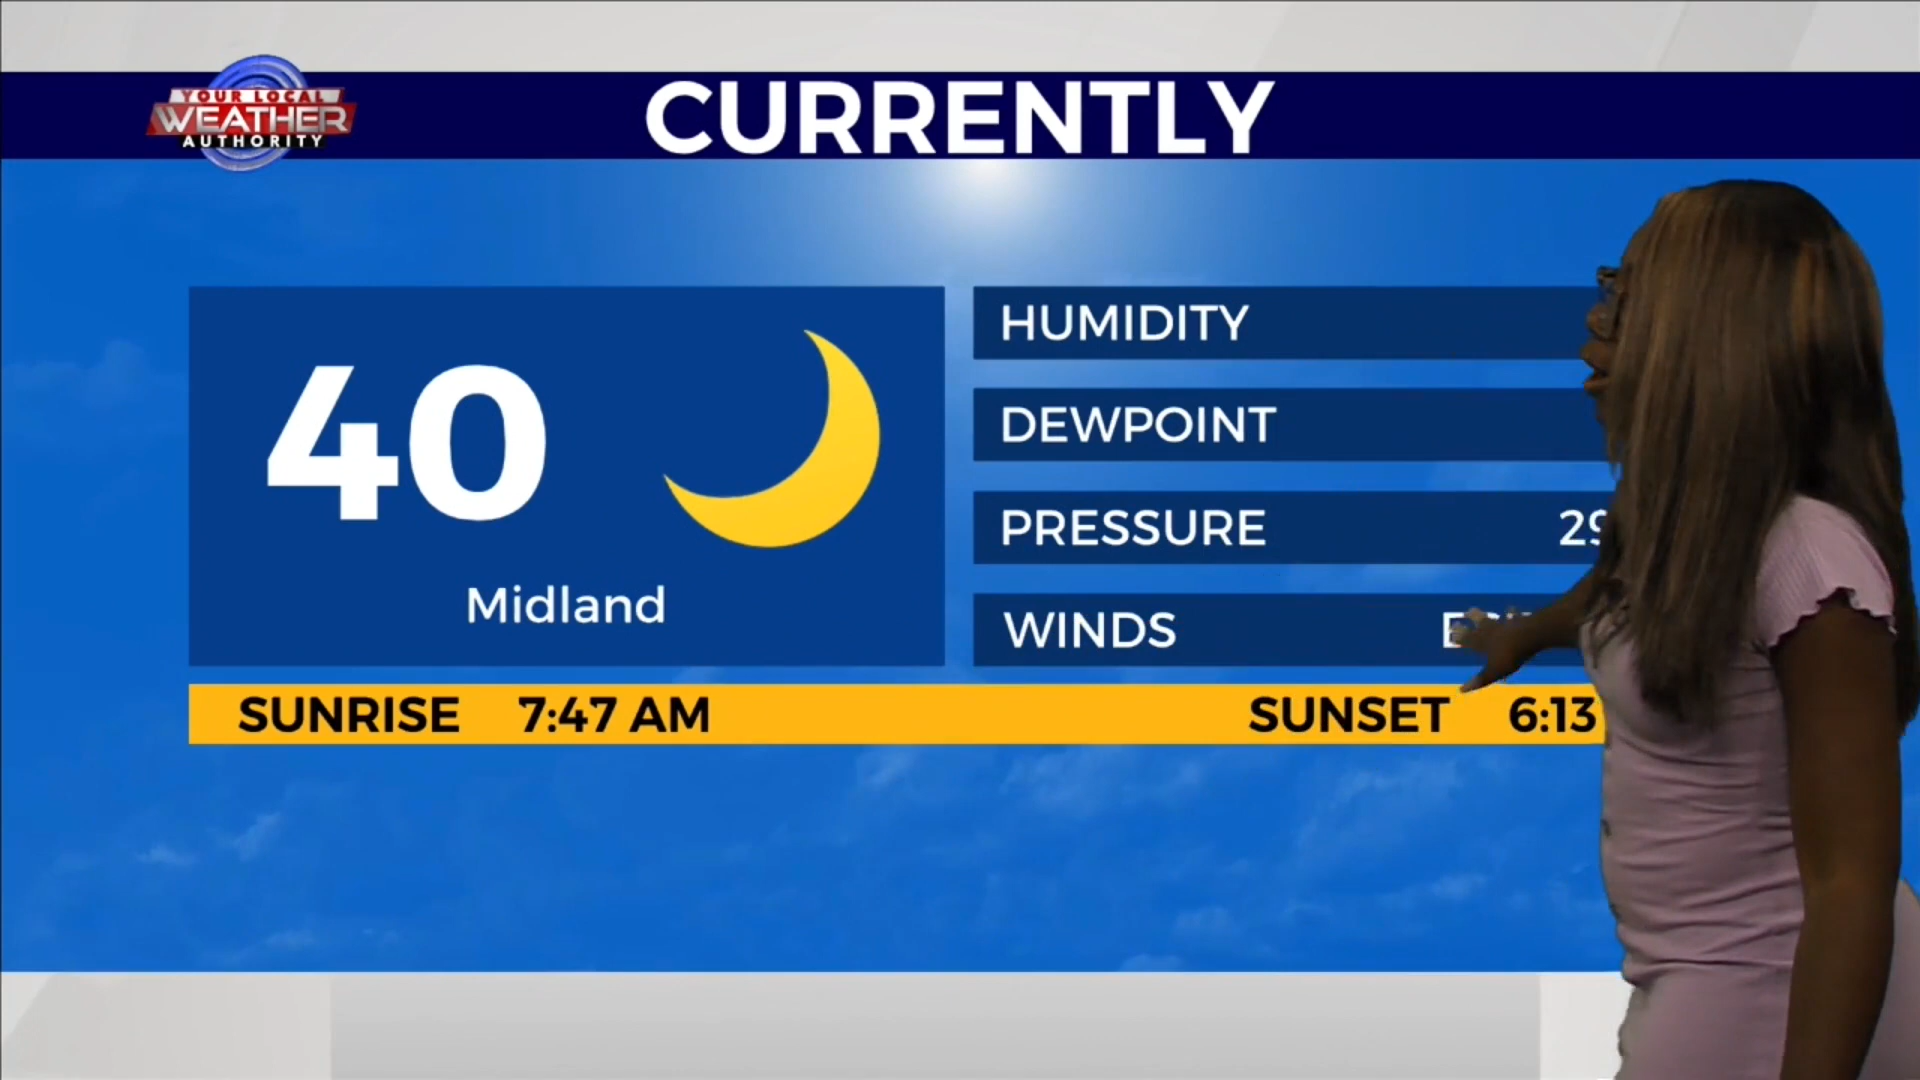 YOUR LOCAL
WEATHER
AUTHORITY
CURRENTLY
40
Midland
HUMIDITY
DEWPOINT
PRESSURE
WINDS
SUNRISE 7:47 AM
SUNSET 6:13